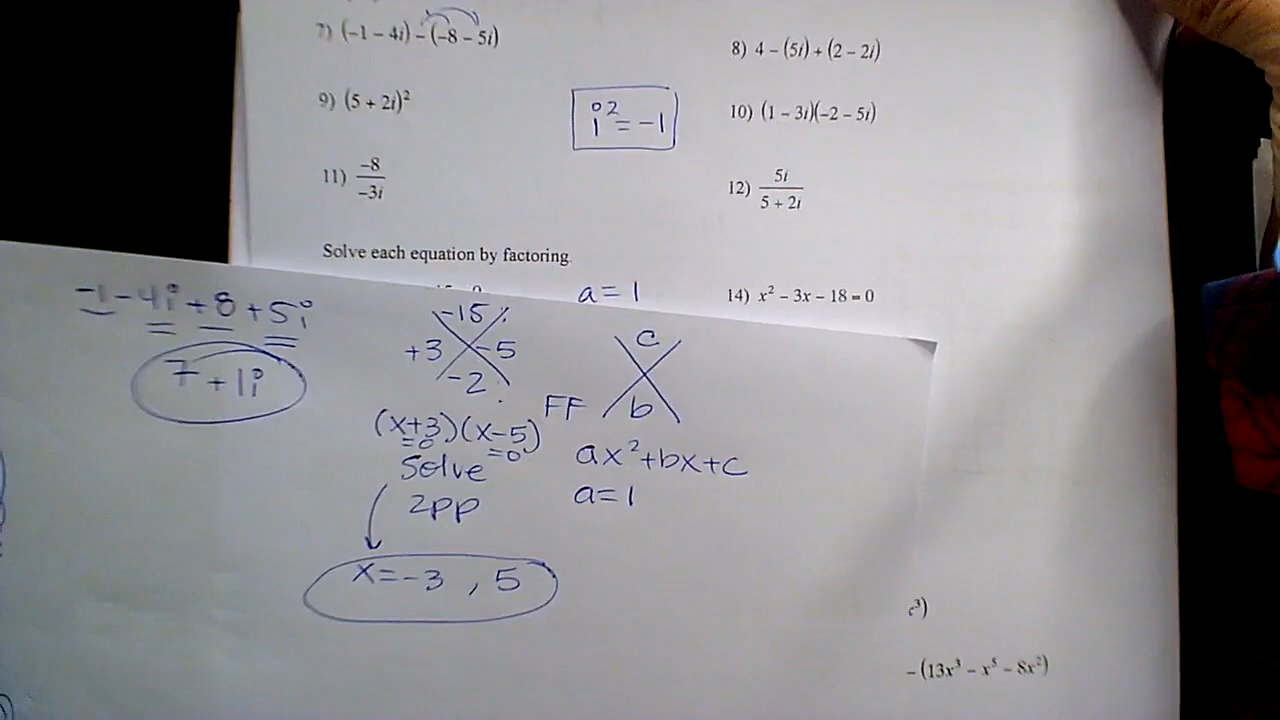 7) (−1 − 4i) − (−8 − 5i)
8) 4 − (5i) + (2 − 2i)
9) (5 + 2i)²
i² = −1
10) (1 − 3i)(−2 − 5i)
11) −8 / −3i
12) 5i / 5 + 2i
Solve each equation by factoring.
a = 1
14) x² − 3x − 18 = 0
−1 − 4i + 8 + 5i
7 + 1i
−15
+3 −5
−2
(x+3)(x−5)
=0 =0
Solve
2pp
x = −3 , 5
c
FF b
ax² + bx + c
a = 1
− (13x³ − x⁵ − 8x²)